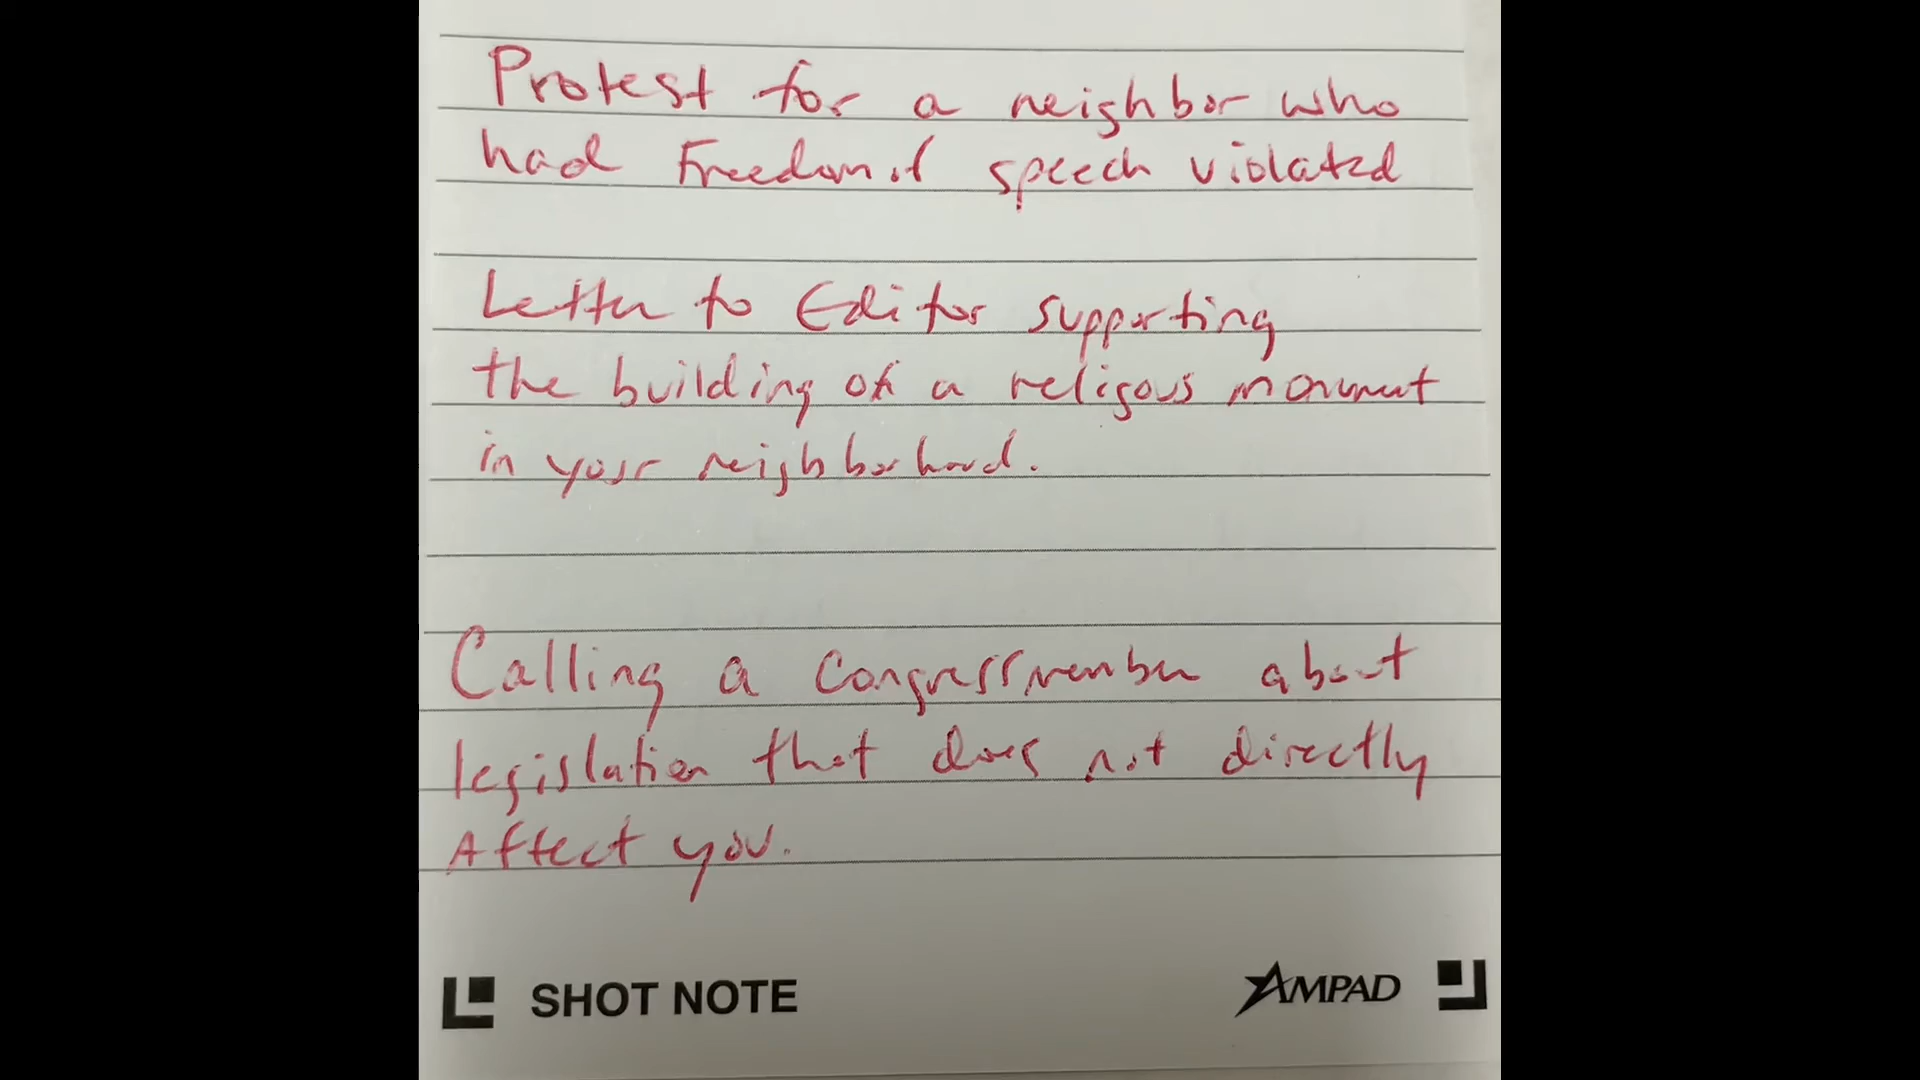 Protest for a neighbor who
had Freedom of speech violated
Letter to Editor supporting
the building of a religous monument
in your neighborhood.
Calling a Congressmember about
legislation that does not directly
Affect you.
SHOT NOTE
AMPAD